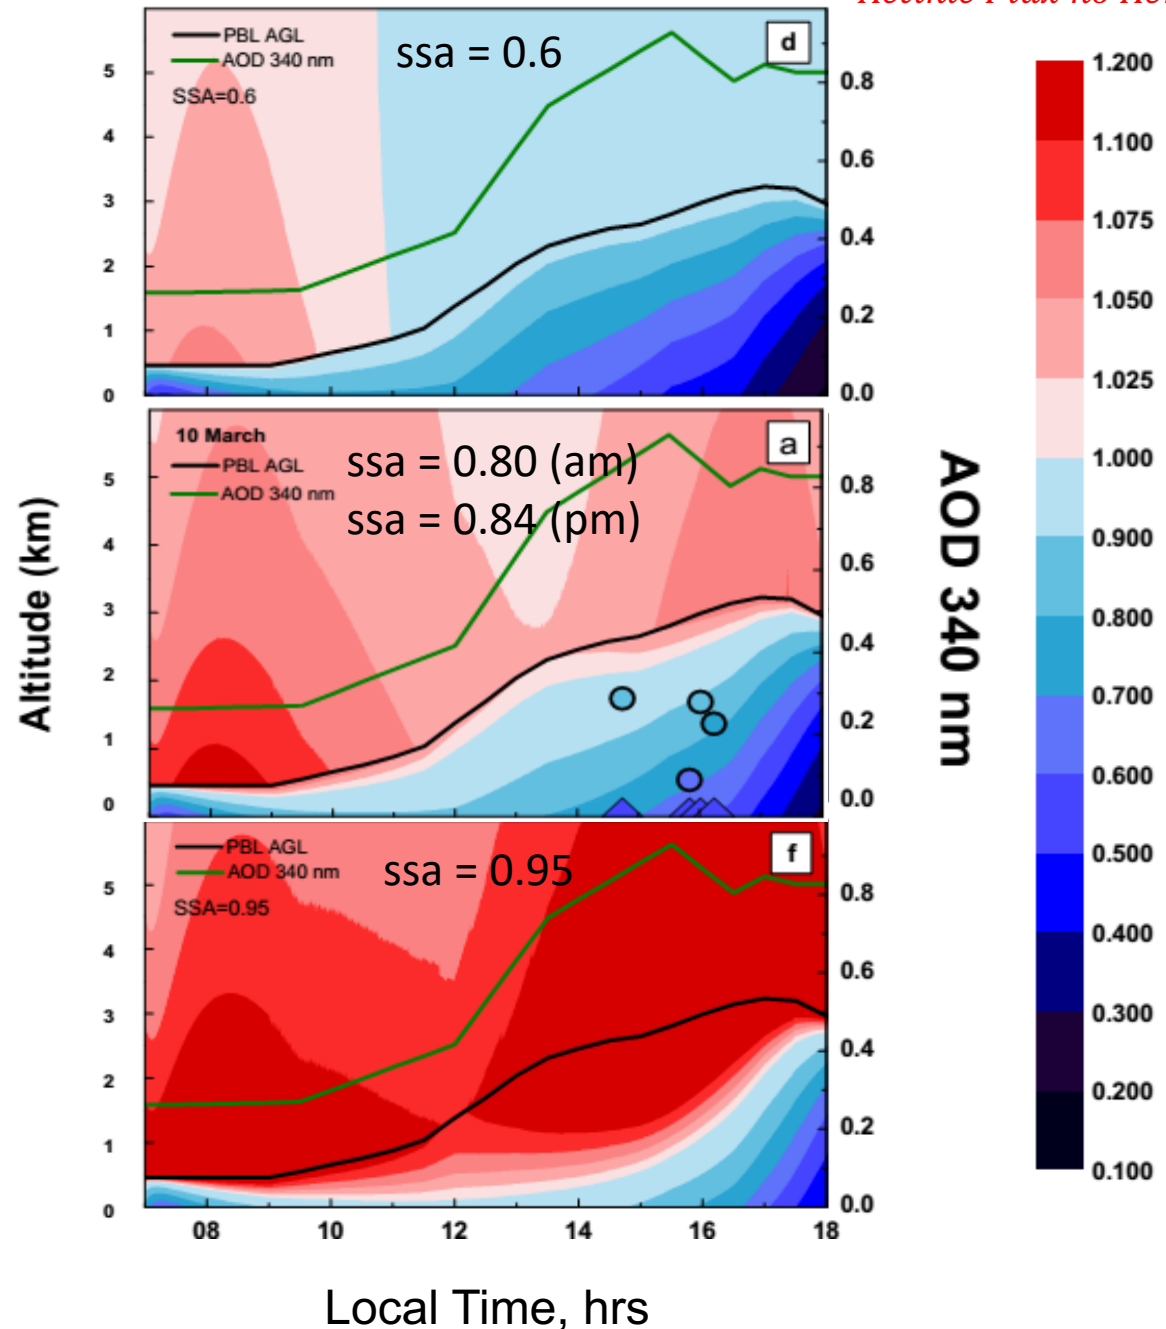 PBL AGL
AOD 340 nm
SSA=0.6
ssa = 0.6
d
5
4
3
2
1
0
0.8
0.6
0.4
0.2
0.0
10 March
PBL AGL
AOD 340 nm
ssa = 0.80 (am)
ssa = 0.84 (pm)
a
5
4
3
2
1
0
0.8
0.6
0.4
0.2
0.0
PBL AGL
AOD 340 nm
SSA=0.95
ssa = 0.95
f
5
4
3
2
1
0
0.8
0.6
0.4
0.2
0.0
08 10 12 14 16 18
Local Time, hrs
Altitude (km)
AOD 340 nm
1.200
1.100
1.075
1.050
1.025
1.000
0.900
0.800
0.700
0.600
0.500
0.400
0.300
0.200
0.100